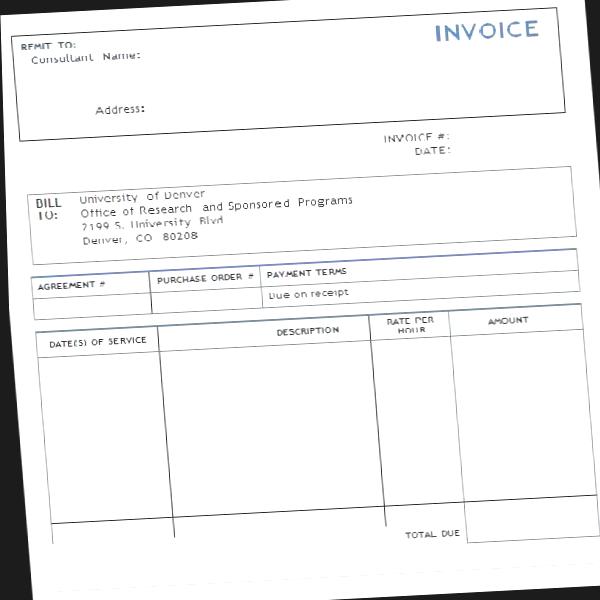 INVOICE
REMIT TO:
Consultant Name:
Address:
INVOICE #:
DATE:
BILL TO:
University of Denver
Office of Research and Sponsored Programs
2199 S. University Blvd
Denver, CO 80208
AGREEMENT # PURCHASE ORDER # PAYMENT TERMS
Due on receipt
DATE(S) OF SERVICE DESCRIPTION RATE PER HOUR AMOUNT
TOTAL DUE